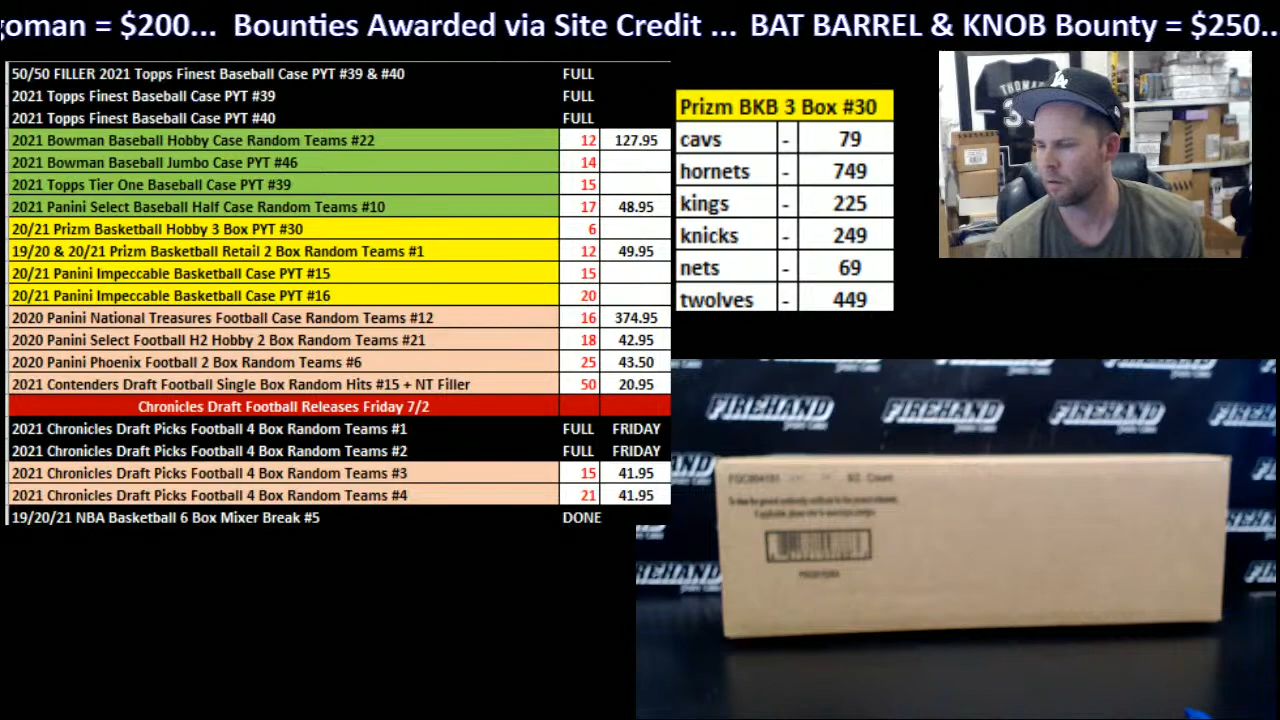 goman = $200... Bounties Awarded via Site Credit ... BAT BARREL & KNOB Bounty = $250..
50/50 FILLER 2021 Topps Finest Baseball Case PYT #39 & #40 FULL
2021 Topps Finest Baseball Case PYT #39 FULL
2021 Topps Finest Baseball Case PYT #40 FULL
2021 Bowman Baseball Hobby Case Random Teams #22 12 127.95
2021 Bowman Baseball Jumbo Case PYT #46 14
2021 Topps Tier One Baseball Case PYT #39 15
2021 Panini Select Baseball Half Case Random Teams #10 17 48.95
20/21 Prizm Basketball Hobby 3 Box PYT #30 6
19/20 & 20/21 Prizm Basketball Retail 2 Box Random Teams #1 12 49.95
20/21 Panini Impeccable Basketball Case PYT #15 15
20/21 Panini Impeccable Basketball Case PYT #16 20
2020 Panini National Treasures Football Case Random Teams #12 16 374.95
2020 Panini Select Football H2 Hobby 2 Box Random Teams #21 18 42.95
2020 Panini Phoenix Football 2 Box Random Teams #6 25 43.50
2021 Contenders Draft Football Single Box Random Hits #15 + NT Filler 50 20.95
Chronicles Draft Football Releases Friday 7/2
2021 Chronicles Draft Picks Football 4 Box Random Teams #1 FULL FRIDAY
2021 Chronicles Draft Picks Football 4 Box Random Teams #2 FULL FRIDAY
2021 Chronicles Draft Picks Football 4 Box Random Teams #3 15 41.95
2021 Chronicles Draft Picks Football 4 Box Random Teams #4 21 41.95
19/20/21 NBA Basketball 6 Box Mixer Break #5 DONE
Prizm BKB 3 Box #30
cavs - 79
hornets - 749
kings - 225
knicks - 249
nets - 69
twolves - 449
THOMA
3
LA
FIREHAND
FIREHAND
FIREHAND
Count
FIREHAND